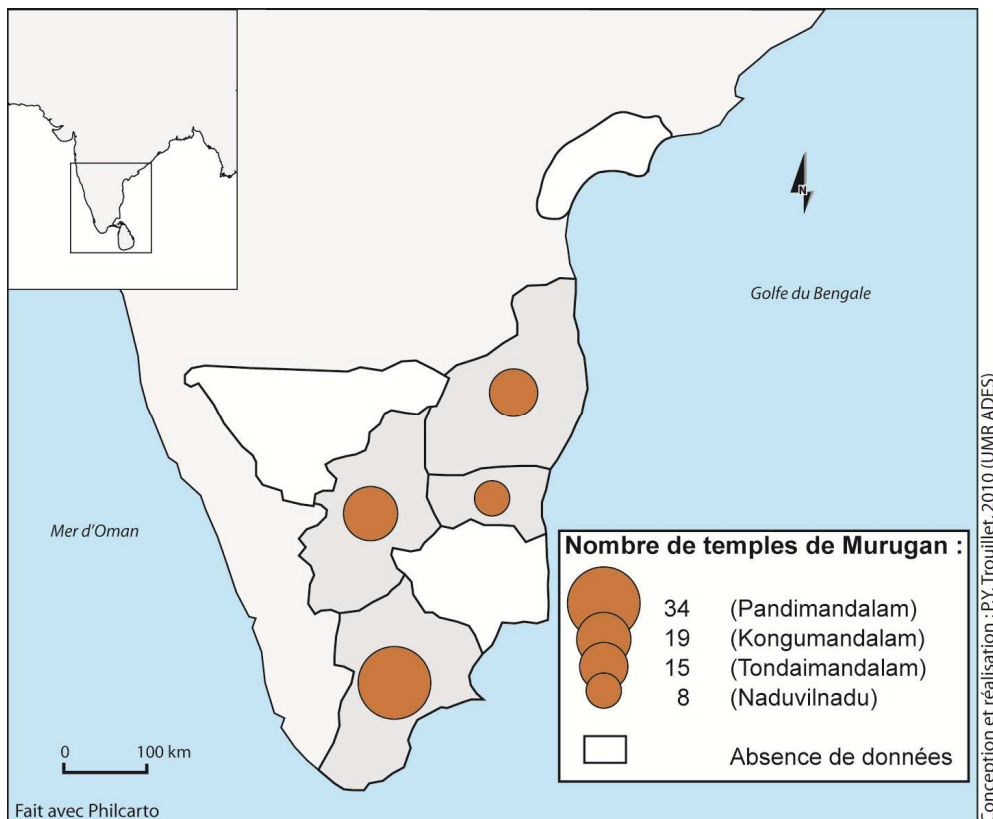 N
Golfe du Bengale
Mer d'Oman
Nombre de temples de Murugan :
34 (Pandimandalam)
19 (Kongumandalam)
15 (Tondaimandalam)
8 (Naduvilnadu)
Absence de données
0 100 km
Fait avec Philcarto
Conception et réalisation : P.Y. Trouillet, 2010 (UMR ADES)